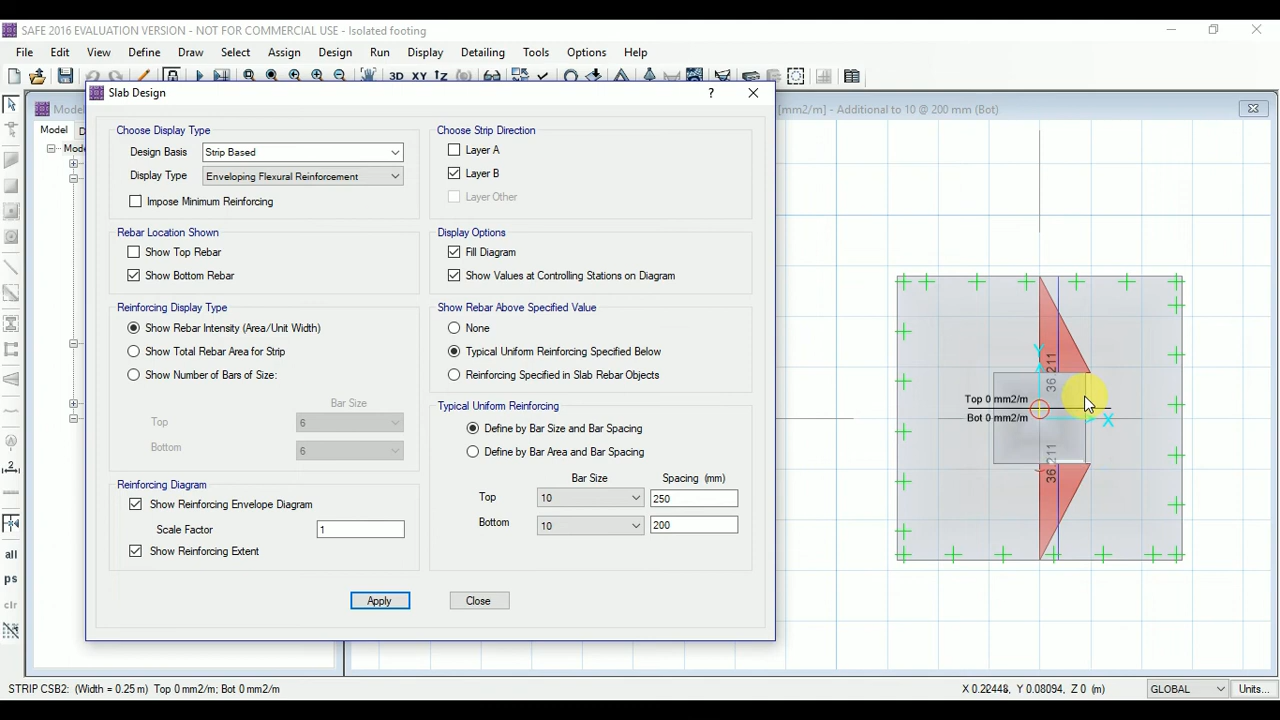 SAFE 2016 EVALUATION VERSION - NOT FOR COMMERCIAL USE - Isolated footing
File Edit View Define Draw Select Assign Design Run Display Detailing Tools Options Help
3D XY
Slab Design ?
[mm2/m] - Additional to 10 @ 200 mm (Bot)
Model
Choose Display Type
Design Basis Strip Based
Display Type Enveloping Flexural Reinforcement
Impose Minimum Reinforcing
Choose Strip Direction
Layer A
Layer B
Layer Other
Rebar Location Shown
Show Top Rebar
Show Bottom Rebar
Display Options
Fill Diagram
Show Values at Controlling Stations on Diagram
Reinforcing Display Type
Show Rebar Intensity (Area/Unit Width)
Show Total Rebar Area for Strip
Show Number of Bars of Size:
Bar Size
Top 6
Bottom 6
Show Rebar Above Specified Value
None
Typical Uniform Reinforcing Specified Below
Reinforcing Specified in Slab Rebar Objects
Typical Uniform Reinforcing
Define by Bar Size and Bar Spacing
Define by Bar Area and Bar Spacing
Bar Size Spacing (mm)
Top 10 250
Bottom 10 200
Reinforcing Diagram
Show Reinforcing Envelope Diagram
Scale Factor 1
Show Reinforcing Extent
Apply Close
all
ps
clr
36.211
Y
Top 0 mm2/m
Bot 0 mm2/m
X
36.211
STRIP CSB2: (Width = 0.25 m) Top 0 mm2/m; Bot 0 mm2/m
X 0.22448, Y 0.08094, Z 0 (m) GLOBAL Units...